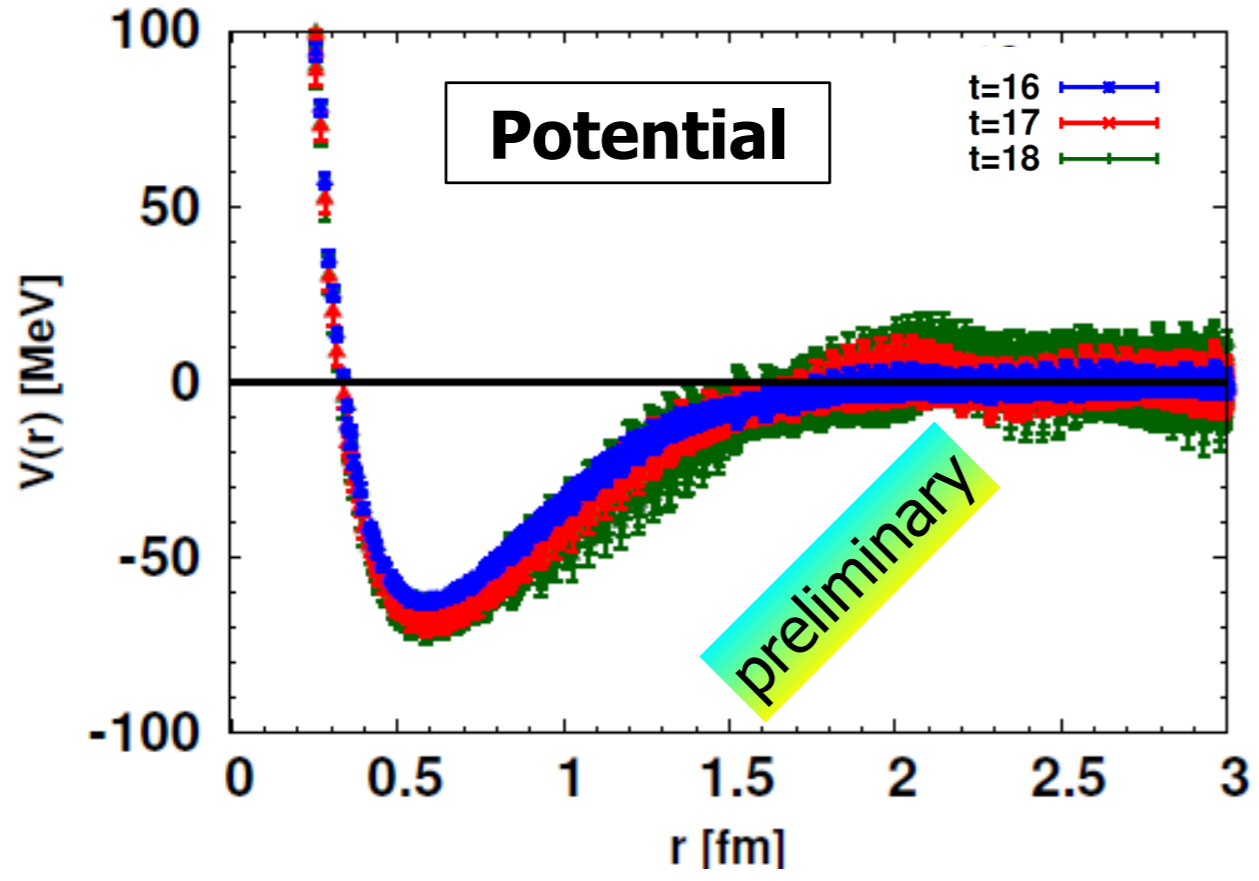 Potential
t=16
t=17
t=18
100
50
0
-50
-100
V(r) [MeV]
preliminary
0 0.5 1 1.5 2 2.5 3
r [fm]